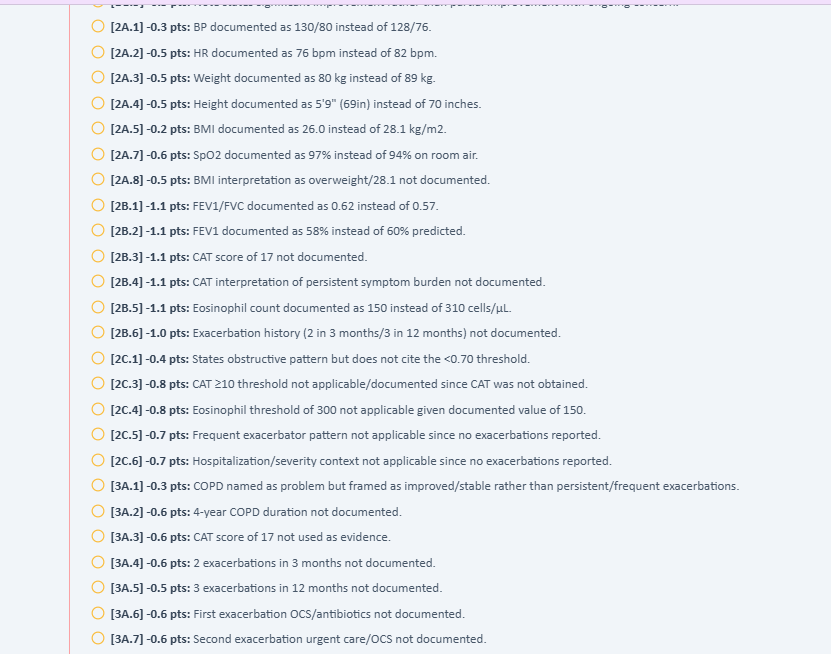 [2A.1] -0.3 pts: BP documented as 130/80 instead of 128/76.
[2A.2] -0.5 pts: HR documented as 76 bpm instead of 82 bpm.
[2A.3] -0.5 pts: Weight documented as 80 kg instead of 89 kg.
[2A.4] -0.5 pts: Height documented as 5'9" (69in) instead of 70 inches.
[2A.5] -0.2 pts: BMI documented as 26.0 instead of 28.1 kg/m2.
[2A.7] -0.6 pts: SpO2 documented as 97% instead of 94% on room air.
[2A.8] -0.5 pts: BMI interpretation as overweight/28.1 not documented.
[2B.1] -1.1 pts: FEV1/FVC documented as 0.62 instead of 0.57.
[2B.2] -1.1 pts: FEV1 documented as 58% instead of 60% predicted.
[2B.3] -1.1 pts: CAT score of 17 not documented.
[2B.4] -1.1 pts: CAT interpretation of persistent symptom burden not documented.
[2B.5] -1.1 pts: Eosinophil count documented as 150 instead of 310 cells/µL.
[2B.6] -1.0 pts: Exacerbation history (2 in 3 months/3 in 12 months) not documented.
[2C.1] -0.4 pts: States obstructive pattern but does not cite the <0.70 threshold.
[2C.3] -0.8 pts: CAT ≥10 threshold not applicable/documented since CAT was not obtained.
[2C.4] -0.8 pts: Eosinophil threshold of 300 not applicable given documented value of 150.
[2C.5] -0.7 pts: Frequent exacerbator pattern not applicable since no exacerbations reported.
[2C.6] -0.7 pts: Hospitalization/severity context not applicable since no exacerbations reported.
[3A.1] -0.3 pts: COPD named as problem but framed as improved/stable rather than persistent/frequent exacerbations.
[3A.2] -0.6 pts: 4-year COPD duration not documented.
[3A.3] -0.6 pts: CAT score of 17 not used as evidence.
[3A.4] -0.6 pts: 2 exacerbations in 3 months not documented.
[3A.5] -0.5 pts: 3 exacerbations in 12 months not documented.
[3A.6] -0.6 pts: First exacerbation OCS/antibiotics not documented.
[3A.7] -0.6 pts: Second exacerbation urgent care/OCS not documented.